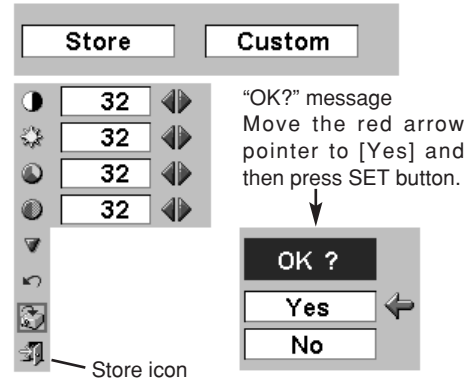 Store
Custom
32
32
32
32
“OK?” message
Move the red arrow
pointer to [Yes] and
then press SET button.
OK ?
Yes
No
Store icon